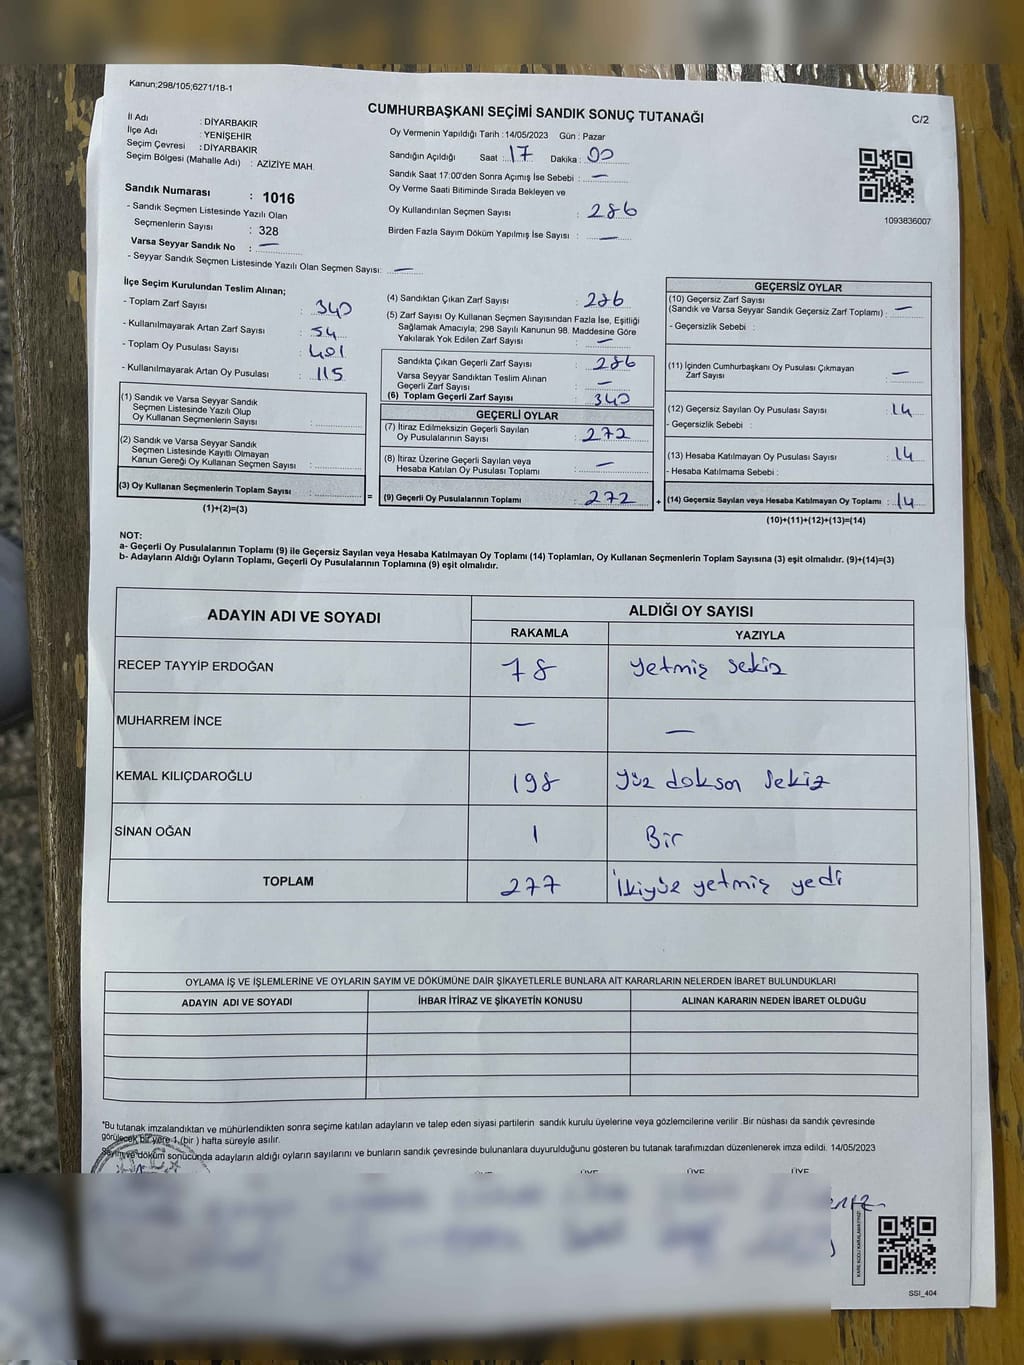 Kanun;298/105;6271/18-1
CUMHURBAŞKANI SEÇİMİ SANDIK SONUÇ TUTANAĞI
C/2
İl Adı : DİYARBAKIR
İlçe Adı : YENİŞEHİR
Seçim Çevresi : DİYARBAKIR
Seçim Bölgesi (Mahalle Adı) : AZIZIYE MAH.
Sandık Numarası : 1016
- Sandık Seçmen Listesinde Yazılı Olan
Seçmenlerin Sayısı : 328
Varsa Seyyar Sandık No : —
- Seyyar Sandık Seçmen Listesinde Yazılı Olan Seçmen Sayısı: —
Oy Vermenin Yapıldığı Tarih : 14/05/2023 Gün : Pazar
Sandığın Açıldığı Saat : 17 Dakika : 00
Sandık Saat 17:00'den Sonra Açımış İse Sebebi : —
Oy Verme Saati Bitiminde Sırada Bekleyen ve
Oy Kullandırılan Seçmen Sayısı : 286
Birden Fazla Sayım Döküm Yapılmış İse Sayısı : —
1093836007
İlçe Seçim Kurulundan Teslim Alınan;
- Toplam Zarf Sayısı : 340
- Kullanılmayarak Artan Zarf Sayısı : 54
- Toplam Oy Pusulası Sayısı : 401
- Kullanılmayarak Artan Oy Pusulası : 115
(1) Sandık ve Varsa Seyyar Sandık
Seçmen Listesinde Yazılı Olup
Oy Kullanan Seçmenlerin Sayısı :
(2) Sandık ve Varsa Seyyar Sandık
Seçmen Listesinde Kayıtlı Olmayan
Kanun Gereği Oy Kullanan Seçmen Sayısı :
(3) Oy Kullanan Seçmenlerin Toplam Sayısı :
(1)+(2)=(3)
(4) Sandıktan Çıkan Zarf Sayısı : 286
(5) Zarf Sayısı Oy Kullanan Seçmen Sayısından Fazla İse, Eşitliği
Sağlamak Amacıyla; 298 Sayılı Kanunun 98. Maddesine Göre
Yakılarak Yok Edilen Zarf Sayısı : —
Sandıkta Çıkan Geçerli Zarf Sayısı : 286
Varsa Seyyar Sandıktan Teslim Alınan
Geçerli Zarf Sayısı : —
(6) Toplam Geçerli Zarf Sayısı : 340
GEÇERLİ OYLAR
(7) İtiraz Edilmeksizin Geçerli Sayılan
Oy Pusulalarının Sayısı : 272
(8) İtiraz Üzerine Geçerli Sayılan veya
Hesaba Katılan Oy Pusulası Toplamı : —
= (9) Geçerli Oy Pusulalarının Toplamı : 272 +
GEÇERSİZ OYLAR
(10) Geçersiz Zarf Sayısı
(Sandık ve Varsa Seyyar Sandık Geçersiz Zarf Toplamı) : —
- Geçersizlik Sebebi :
(11) İçinden Cumhurbaşkanı Oy Pusulası Çıkmayan
Zarf Sayısı : —
(12) Geçersiz Sayılan Oy Pusulası Sayısı : 14
- Geçersizlik Sebebi :
(13) Hesaba Katılmayan Oy Pusulası Sayısı : 14
- Hesaba Katılmama Sebebi :
(14) Geçersiz Sayılan veya Hesaba Katılmayan Oy Toplamı : 14
(10)+(11)+(12)+(13)=(14)
NOT:
a- Geçerli Oy Pusulalarının Toplamı (9) ile Geçersiz Sayılan veya Hesaba Katılmayan Oy Toplamı (14) Toplamları, Oy Kullanan Seçmenlerin Toplam Sayısına (3) eşit olmalıdır. (9)+(14)=(3)
b- Adayların Aldığı Oyların Toplamı, Geçerli Oy Pusulalarının Toplamına (9) eşit olmalıdır.
ADAYIN ADI VE SOYADI
ALDIĞI OY SAYISI
RAKAMLA YAZIYLA
RECEP TAYYİP ERDOĞAN 78 yetmiş sekiz
MUHARREM İNCE — —
KEMAL KILIÇDAROĞLU 198 yüz dokson sekiz
SİNAN OĞAN 1 Bir
TOPLAM 277 ikiyüz yetmiş yedi
OYLAMA İŞ VE İŞLEMLERİNE VE OYLARIN SAYIM VE DÖKÜMÜNE DAİR ŞİKAYETLERLE BUNLARA AİT KARARLARIN NELERDEN İBARET BULUNDUKLARI
ADAYIN ADI VE SOYADI İHBAR İTİRAZ VE ŞİKAYETİN KONUSU ALINAN KARARIN NEDEN İBARET OLDUĞU
*Bu tutanak imzalandıktan ve mühürlendikten sonra seçime katılan adayların ve talep eden siyasi partilerin sandık kurulu üyelerine veya gözlemcilerine verilir .Bir nüshası da sandık çevresinde
görülecek bir yere 1 (bir ) hafta süreyle asılır.
Sayım ve döküm sonucunda adayların aldığı oyların sayılarını ve bunların sandık çevresinde bulunanlara duyurulduğunu gösteren bu tutanak tarafımızdan düzenlenerek imza edildi. 14/05/2023
ÜYE ÜYE ÜYE ÜYE
SSI_404